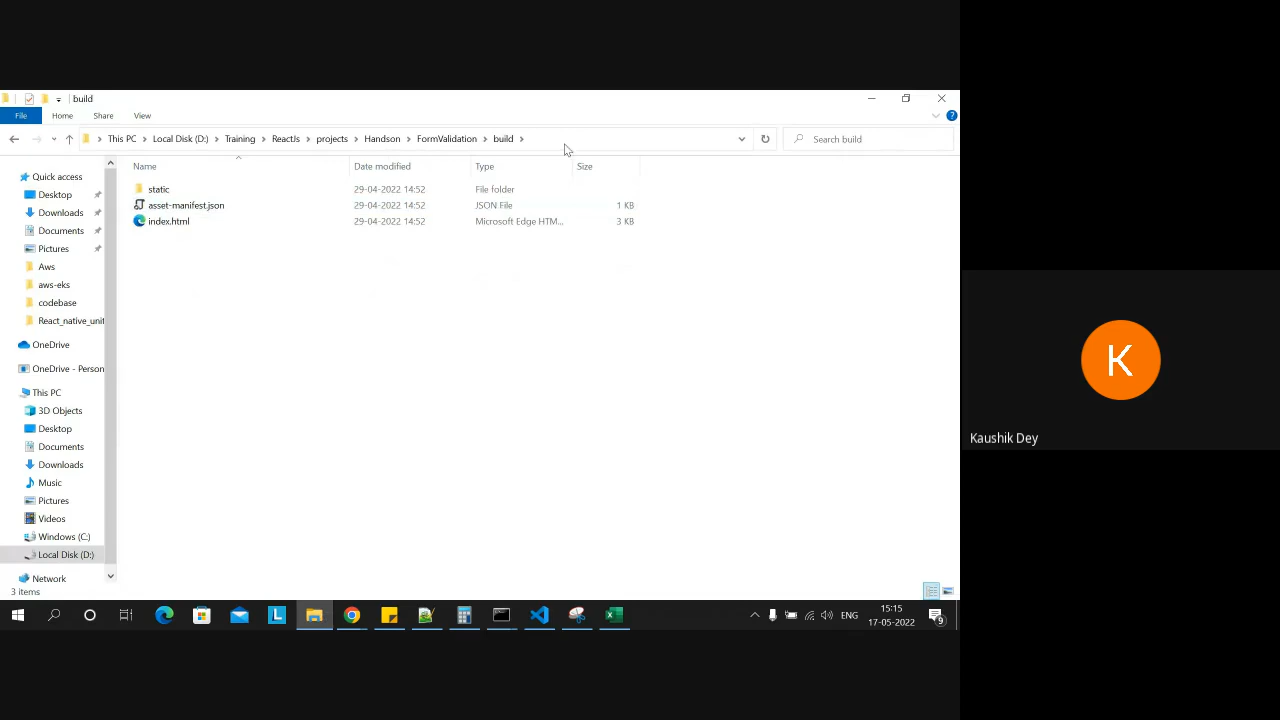 build
File Home Share View
This PC Local Disk (D:) Training ReactJs projects Handson FormValidation build
Search build
Name Date modified Type Size
static 29-04-2022 14:52 File folder
asset-manifest.json 29-04-2022 14:52 JSON File 1 KB
index.html 29-04-2022 14:52 Microsoft Edge HTM... 3 KB
Quick access
Desktop
Downloads
Documents
Pictures
Aws
aws-eks
codebase
React_native_unit
OneDrive
OneDrive - Person
This PC
3D Objects
Desktop
Documents
Downloads
Music
Pictures
Videos
Windows (C:)
Local Disk (D:)
Network
3 items
ENG
15:15
17-05-2022
9
L
K
Kaushik Dey